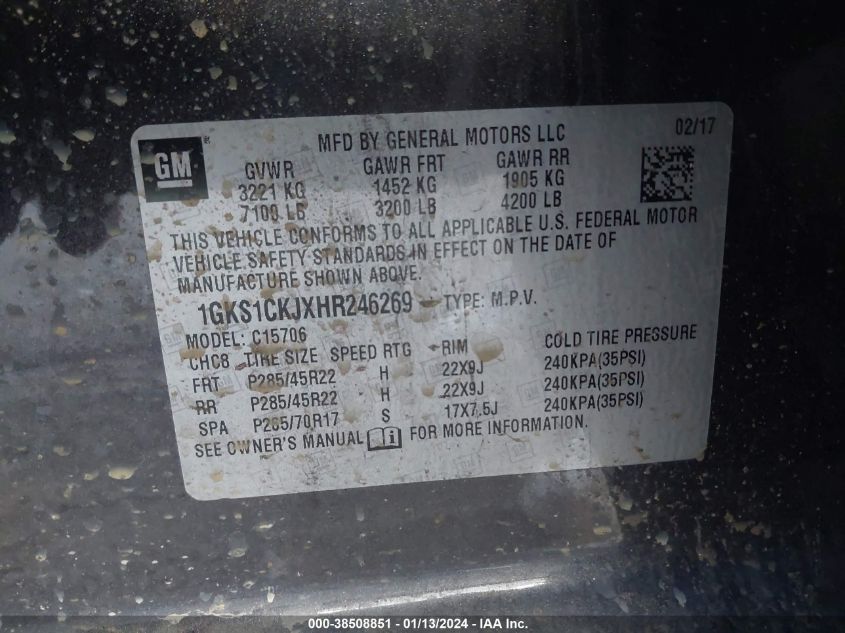 GM
MFD BY GENERAL MOTORS LLC 02/17
GVWR GAWR FRT GAWR RR
3221 KG 1452 KG 1905 KG
7100 LB 3200 LB 4200 LB
THIS VEHICLE CONFORMS TO ALL APPLICABLE U.S. FEDERAL MOTOR
VEHICLE SAFETY STANDARDS IN EFFECT ON THE DATE OF
MANUFACTURE SHOWN ABOVE.
1GKS1CKJXHR246269 TYPE: M.P.V.
MODEL: C15706
CHC8 TIRE SIZE SPEED RTG RIM COLD TIRE PRESSURE
FRT P285/45R22 H 22X9J 240KPA(35PSI)
RR P285/45R22 H 22X9J 240KPA(35PSI)
SPA P265/70R17 S 17X7.5J 240KPA(35PSI)
SEE OWNER'S MANUAL FOR MORE INFORMATION.
000-38508851 - 01/13/2024 - IAA Inc.